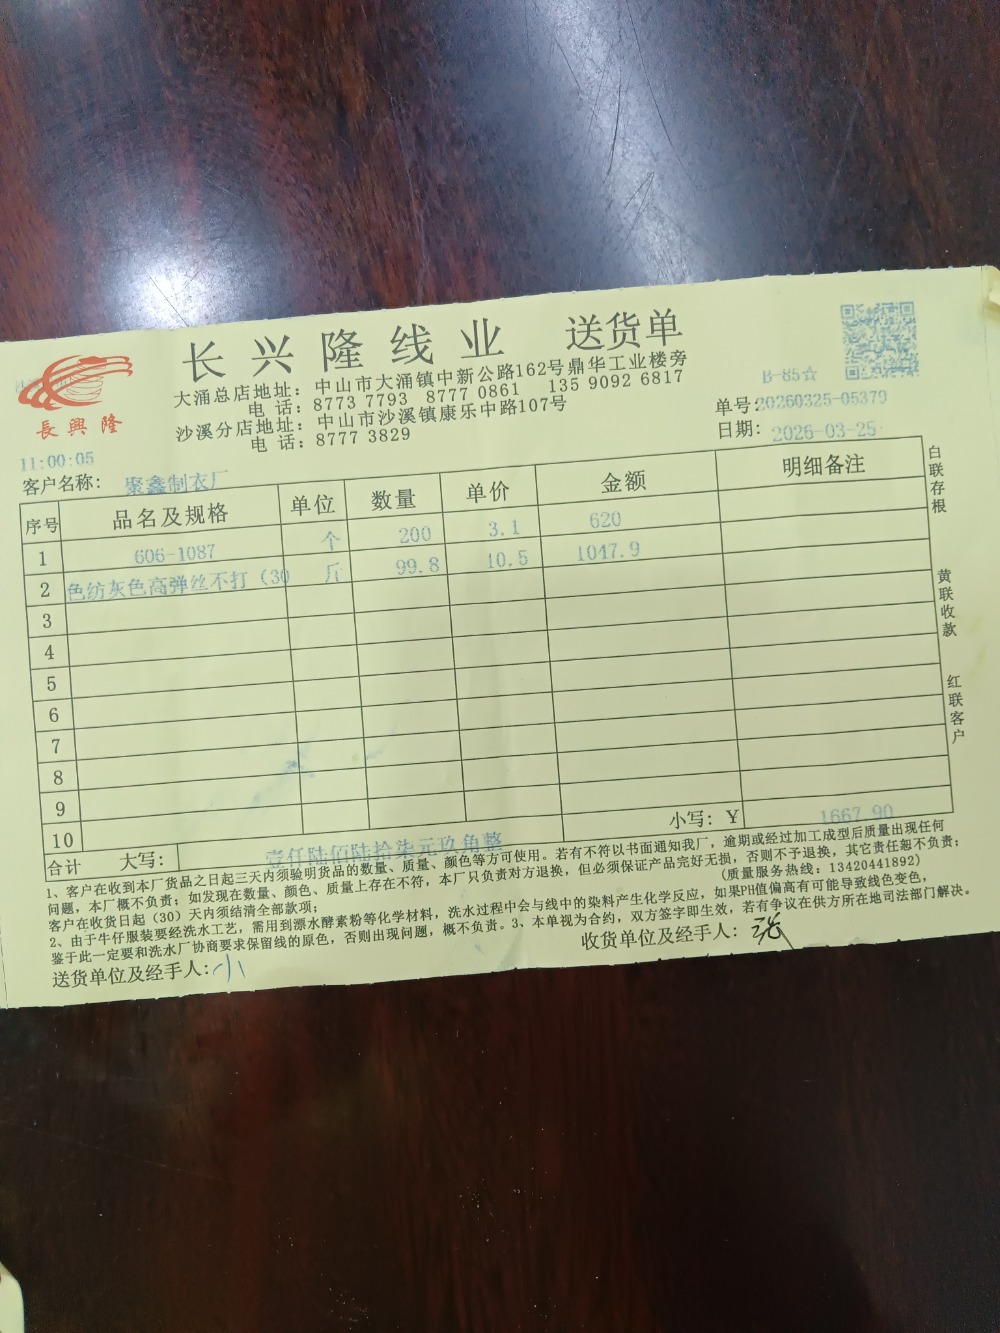 长兴隆线业 送货单
大涌总店地址：中山市大涌镇中新公路162号鼎华工业楼旁
电 话：8773 7793 8777 0861 135 9092 6817
沙溪分店地址：中山市沙溪镇康乐中路107号
电 话：8777 3829
長興隆
B-85☆
单号：20260325-05379
日期：2026-03-25
11:00:05
客户名称：聚鑫制衣厂
序号 品名及规格 单位 数量 单价 金额 明细备注
1 606-1087 个 200 3.1 620
2 色纺灰色高弹丝不打（30 斤 99.8 10.5 1047.9
3
4
5
6
7
8
9
10
小写：￥ 1667.90
合计 大写：壹仟陆佰陆拾柒元玖角整
白联存根
黄联收款
红联客户
1、客户在收到本厂货品之日起三天内须验明货品的数量、质量、颜色等方可使用。若有不符以书面通知我厂，逾期或经过加工成型后质量出现任何
问题，本厂概不负责；如发现在数量、颜色、质量上存在不符，本厂只负责对方退换，但必须保证产品完好无损，否则不予退换，其它责任恕不负责；
客户在收货日起（30）天内须结清全部款项； (质量服务热线：13420441892)
2、由于牛仔服装要经洗水工艺，需用到漂水酵素粉等化学材料，洗水过程中会与线中的染料产生化学反应，如果PH值偏高有可能导致线色变色，
鉴于此一定要和洗水厂协商要求保留线的原色，否则出现问题，概不负责。3、本单视为合约，双方签字即生效，若有争议在供方所在地司法部门解决。
送货单位及经手人：小 收货单位及经手人：张